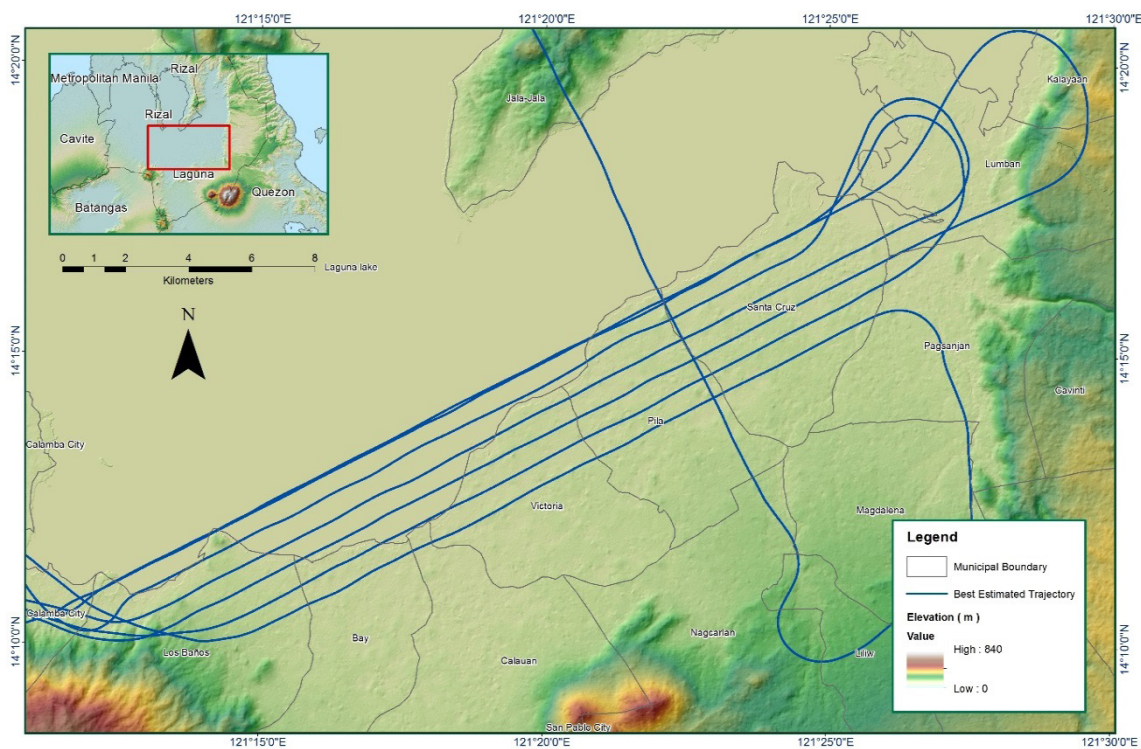 121°15'0"E
121°20'0"E
121°25'0"E
121°30'0"E
14°20'0"N
14°20'0"N
Metropolitan Manila
Rizal
Rizal
Cavite
Laguna
Batangas
Quezon
Jala-Jala
Kalayaan
Lumban
0 1 2 4 6 8
Kilometers
Laguna lake
N
Santa Cruz
Pagsanjan
14°15'0"N
14°15'0"N
Cavinti
Calamba City
Pila
Victoria
Magdalena
Calamba City
Los Baños
Bay
Calauan
Nagcarlan
Liliw
San Pablo City
14°10'0"N
14°10'0"N
Legend
Municipal Boundary
Best Estimated Trajectory
Elevation ( m )
Value
High : 840
Low : 0
121°15'0"E
121°20'0"E
121°25'0"E
121°30'0"E